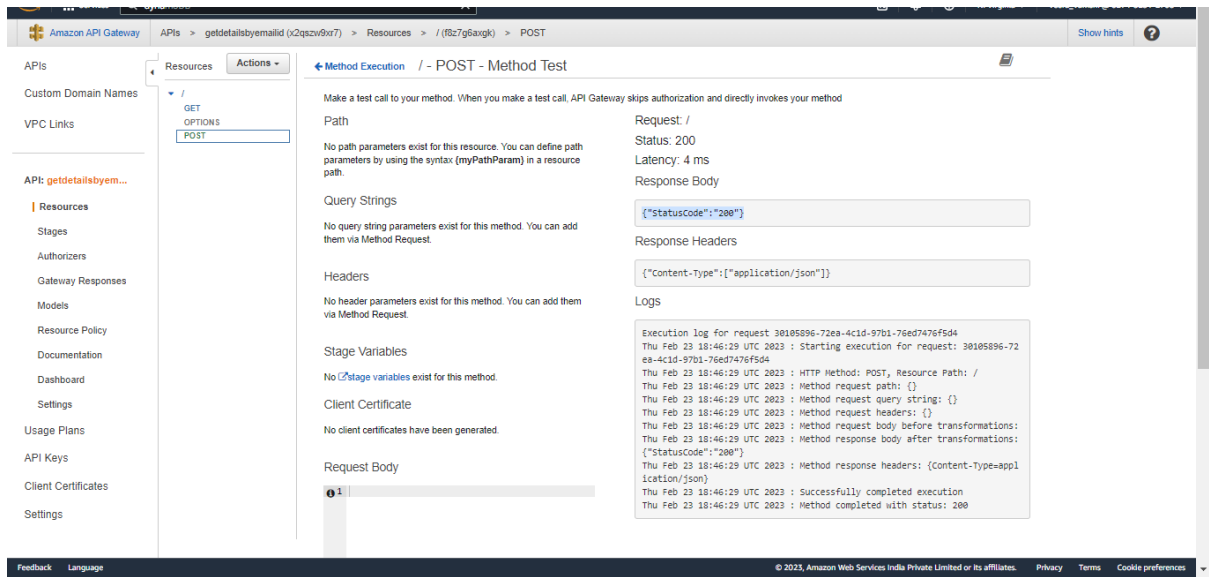 Amazon API Gateway
APIs > getdetailsbyemailid (x2qszw9xr7) > Resources > / (f8z7g6axgk) > POST
Show hints
APIs
Custom Domain Names
VPC Links
API: getdetailsbyem...
Resources
Stages
Authorizers
Gateway Responses
Models
Resource Policy
Documentation
Dashboard
Settings
Usage Plans
API Keys
Client Certificates
Settings
Resources
Actions
/
GET
OPTIONS
POST
Method Execution / - POST - Method Test
Make a test call to your method. When you make a test call, API Gateway skips authorization and directly invokes your method
Path
No path parameters exist for this resource. You can define path
parameters by using the syntax {myPathParam} in a resource
path.
Query Strings
No query string parameters exist for this method. You can add
them via Method Request.
Headers
No header parameters exist for this method. You can add them
via Method Request.
Stage Variables
No stage variables exist for this method.
Client Certificate
No client certificates have been generated.
Request Body
1
Request: /
Status: 200
Latency: 4 ms
Response Body
{"StatusCode":"200"}
Response Headers
{"Content-Type":["application/json"]}
Logs
Execution log for request 30105896-72ea-4c1d-97b1-76ed7476f5d4
Thu Feb 23 18:46:29 UTC 2023 : Starting execution for request: 30105896-72
ea-4c1d-97b1-76ed7476f5d4
Thu Feb 23 18:46:29 UTC 2023 : HTTP Method: POST, Resource Path: /
Thu Feb 23 18:46:29 UTC 2023 : Method request path: {}
Thu Feb 23 18:46:29 UTC 2023 : Method request query string: {}
Thu Feb 23 18:46:29 UTC 2023 : Method request headers: {}
Thu Feb 23 18:46:29 UTC 2023 : Method request body before transformations:
Thu Feb 23 18:46:29 UTC 2023 : Method response body after transformations:
{"StatusCode":"200"}
Thu Feb 23 18:46:29 UTC 2023 : Method response headers: {Content-Type=appl
ication/json}
Thu Feb 23 18:46:29 UTC 2023 : Successfully completed execution
Thu Feb 23 18:46:29 UTC 2023 : Method completed with status: 200
Feedback Language
© 2023, Amazon Web Services India Private Limited or its affiliates. Privacy Terms Cookie preferences